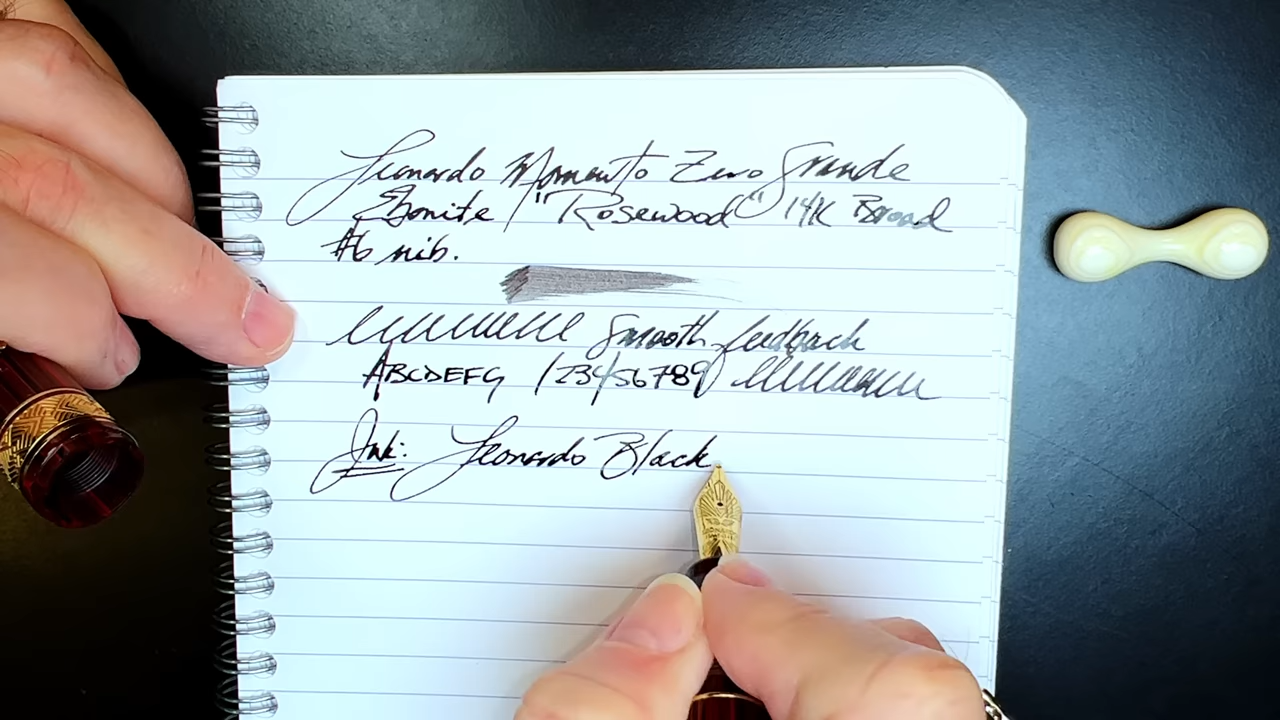 Leonardo Momento Zero Grande
Ebonite / "Rosewood" 14K Broad
#6 nib.
Smooth feedback
ABCDEFG 123456789
Ink: Leonardo Black